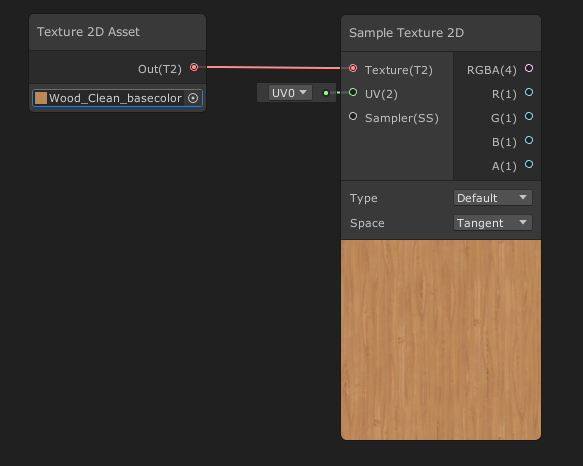 Texture 2D Asset
Out(T2)
Wood_Clean_basecolor
Sample Texture 2D
Texture(T2)
RGBA(4)
UV0
UV(2)
R(1)
Sampler(SS)
G(1)
B(1)
A(1)
Type
Default
Space
Tangent